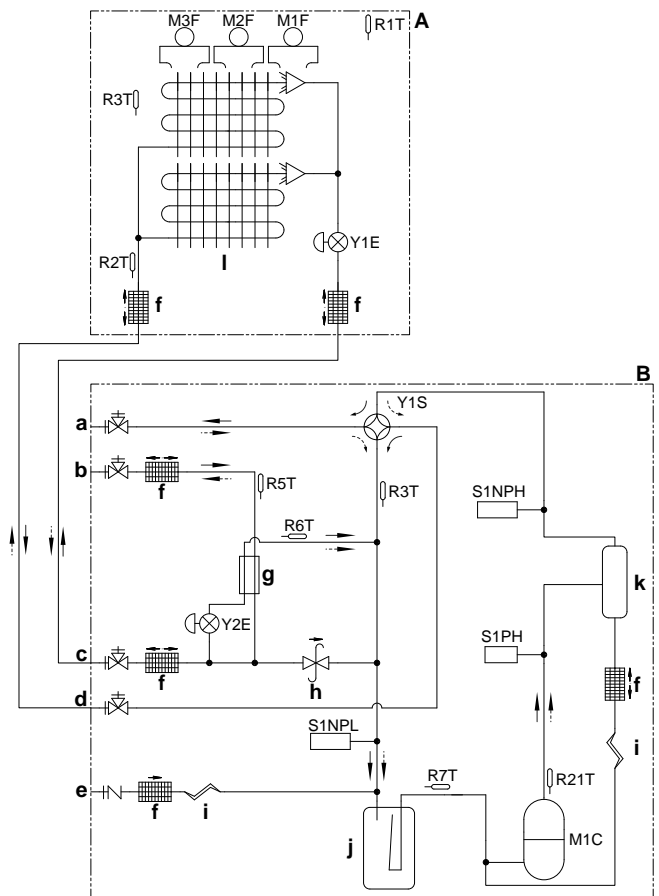 M3F M2F M1F
R1T
A
R3T
R2T
Y1E
l
f
f
B
a
Y1S
b
f
R5T
R3T
S1NPH
R6T
g
k
Y2E
S1PH
c
f
h
f
d
S1NPL
i
e
f
i
R7T
R21T
j
M1C